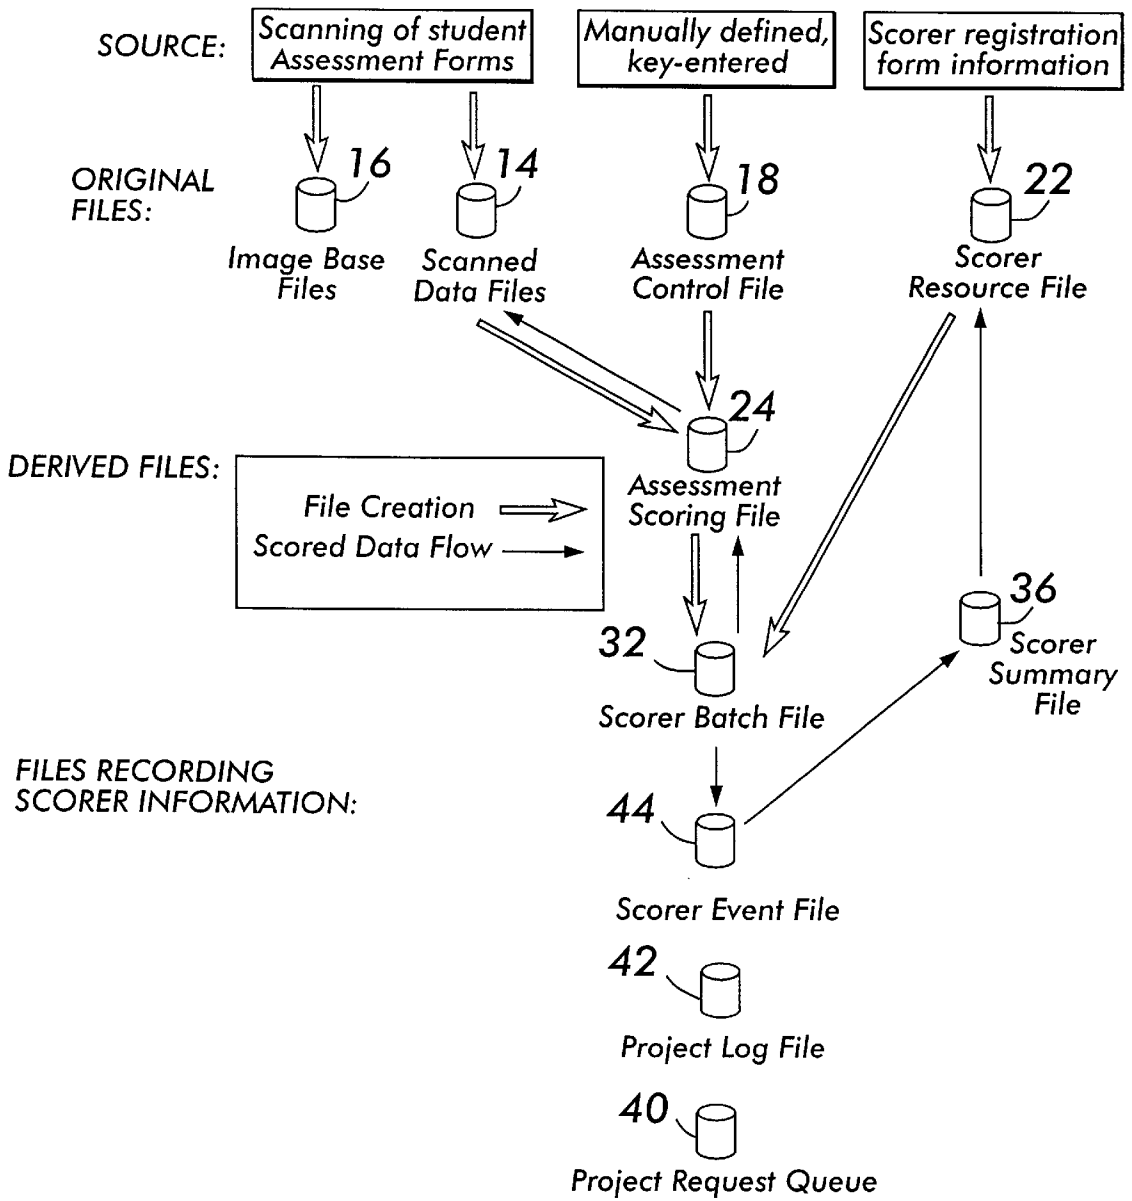 SOURCE:
Scanning of student
Assessment Forms
Manually defined,
key-entered
Scorer registration
form information
ORIGINAL
FILES:
16
14
18
22
Image Base
Files
Scanned
Data Files
Assessment
Control File
Scorer
Resource File
24
DERIVED FILES:
File Creation
Scored Data Flow
Assessment
Scoring File
32
36
Scorer
Summary
File
Scorer Batch File
FILES RECORDING
SCORER INFORMATION:
44
Scorer Event File
42
Project Log File
40
Project Request Queue